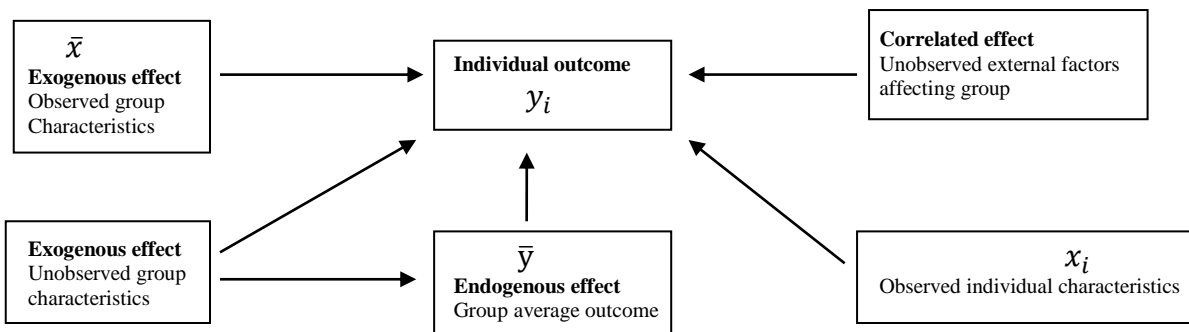 x̄
Exogenous effect
Observed group
Characteristics
Individual outcome
yᵢ
Correlated effect
Unobserved external factors
affecting group
Exogenous effect
Unobserved group
characteristics
ȳ
Endogenous effect
Group average outcome
xᵢ
Observed individual characteristics